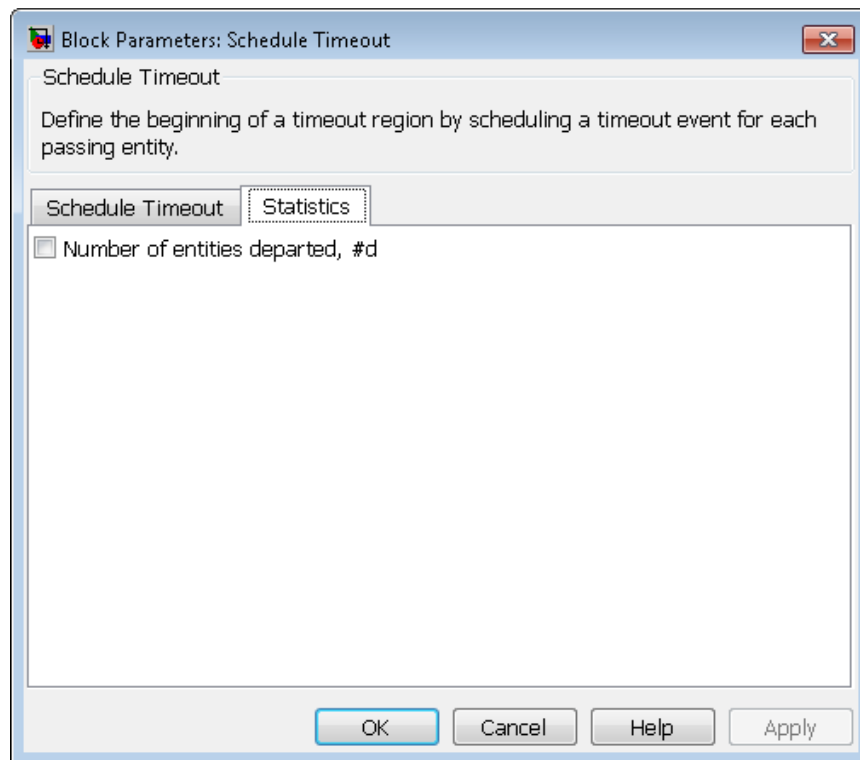 Block Parameters: Schedule Timeout
Schedule Timeout
Define the beginning of a timeout region by scheduling a timeout event for each
passing entity.
Schedule Timeout
Statistics
Number of entities departed, #d
OK
Cancel
Help
Apply